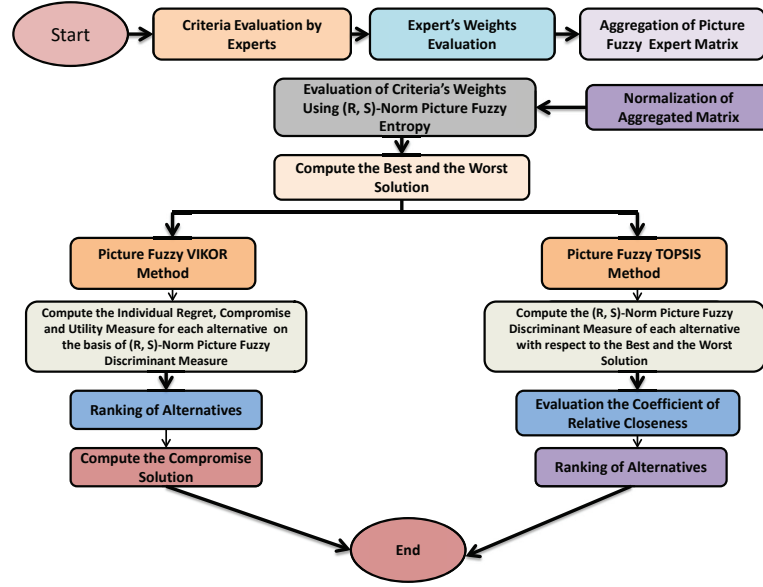 Start
Criteria Evaluation by
Experts
Expert's Weights
Evaluation
Aggregation of Picture
Fuzzy Expert Matrix
Evaluation of Criteria's Weights
Using (R, S)-Norm Picture Fuzzy
Entropy
Normalization of
Aggregated Matrix
Compute the Best and the Worst
Solution
Picture Fuzzy VIKOR
Method
Picture Fuzzy TOPSIS
Method
Compute the Individual Regret, Compromise
and Utility Measure for each alternative on
the basis of (R, S)-Norm Picture Fuzzy
Discriminant Measure
Compute the (R, S)-Norm Picture Fuzzy
Discriminant Measure of each alternative
with respect to the Best and the Worst
Solution
Ranking of Alternatives
Evaluation the Coefficient of
Relative Closeness
Compute the Compromise
Solution
Ranking of Alternatives
End